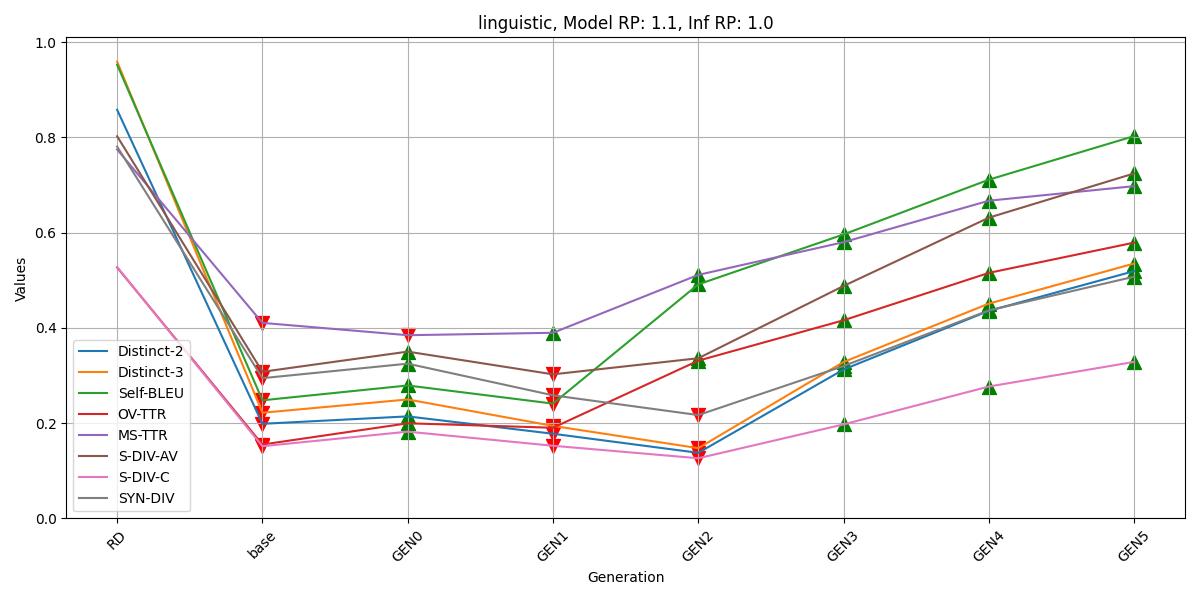 linguistic, Model RP: 1.1, Inf RP: 1.0
1.0
0.8
0.6
0.4
0.2
0.0
Values
Distinct-2
Distinct-3
Self-BLEU
OV-TTR
MS-TTR
S-DIV-AV
S-DIV-C
SYN-DIV
RD
base
GEN0
GEN1
GEN2
GEN3
GEN4
GEN5
Generation